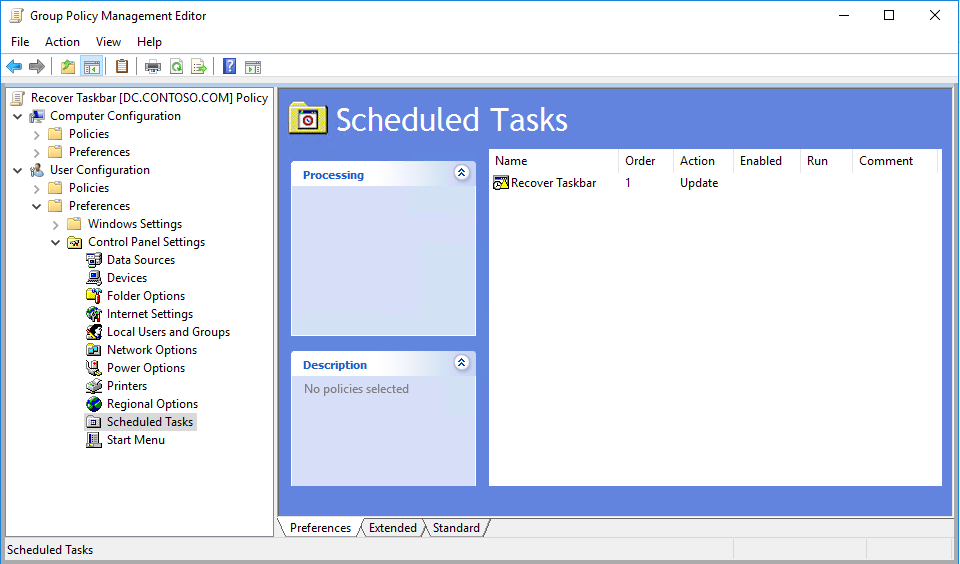 Group Policy Management Editor
File Action View Help
Recover Taskbar [DC.CONTOSO.COM] Policy
Computer Configuration
Policies
Preferences
User Configuration
Policies
Preferences
Windows Settings
Control Panel Settings
Data Sources
Devices
Folder Options
Internet Settings
Local Users and Groups
Network Options
Power Options
Printers
Regional Options
Scheduled Tasks
Start Menu
Scheduled Tasks
Processing
Description
No policies selected
Name Order Action Enabled Run Comment
Recover Taskbar 1 Update
Preferences Extended Standard
Scheduled Tasks